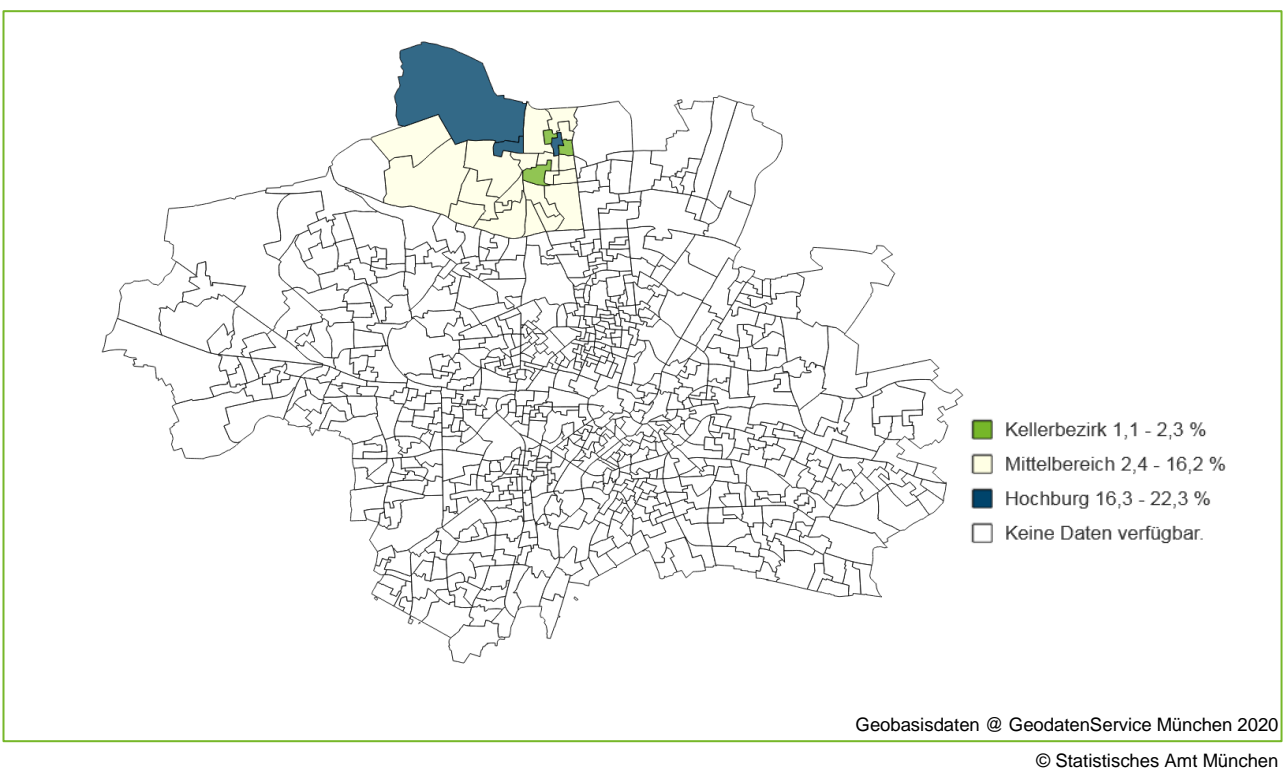 Kellerbezirk 1,1 - 2,3 %
Mittelbereich 2,4 - 16,2 %
Hochburg 16,3 - 22,3 %
Keine Daten verfügbar.
Geobasisdaten @ GeodatenService München 2020
© Statistisches Amt München